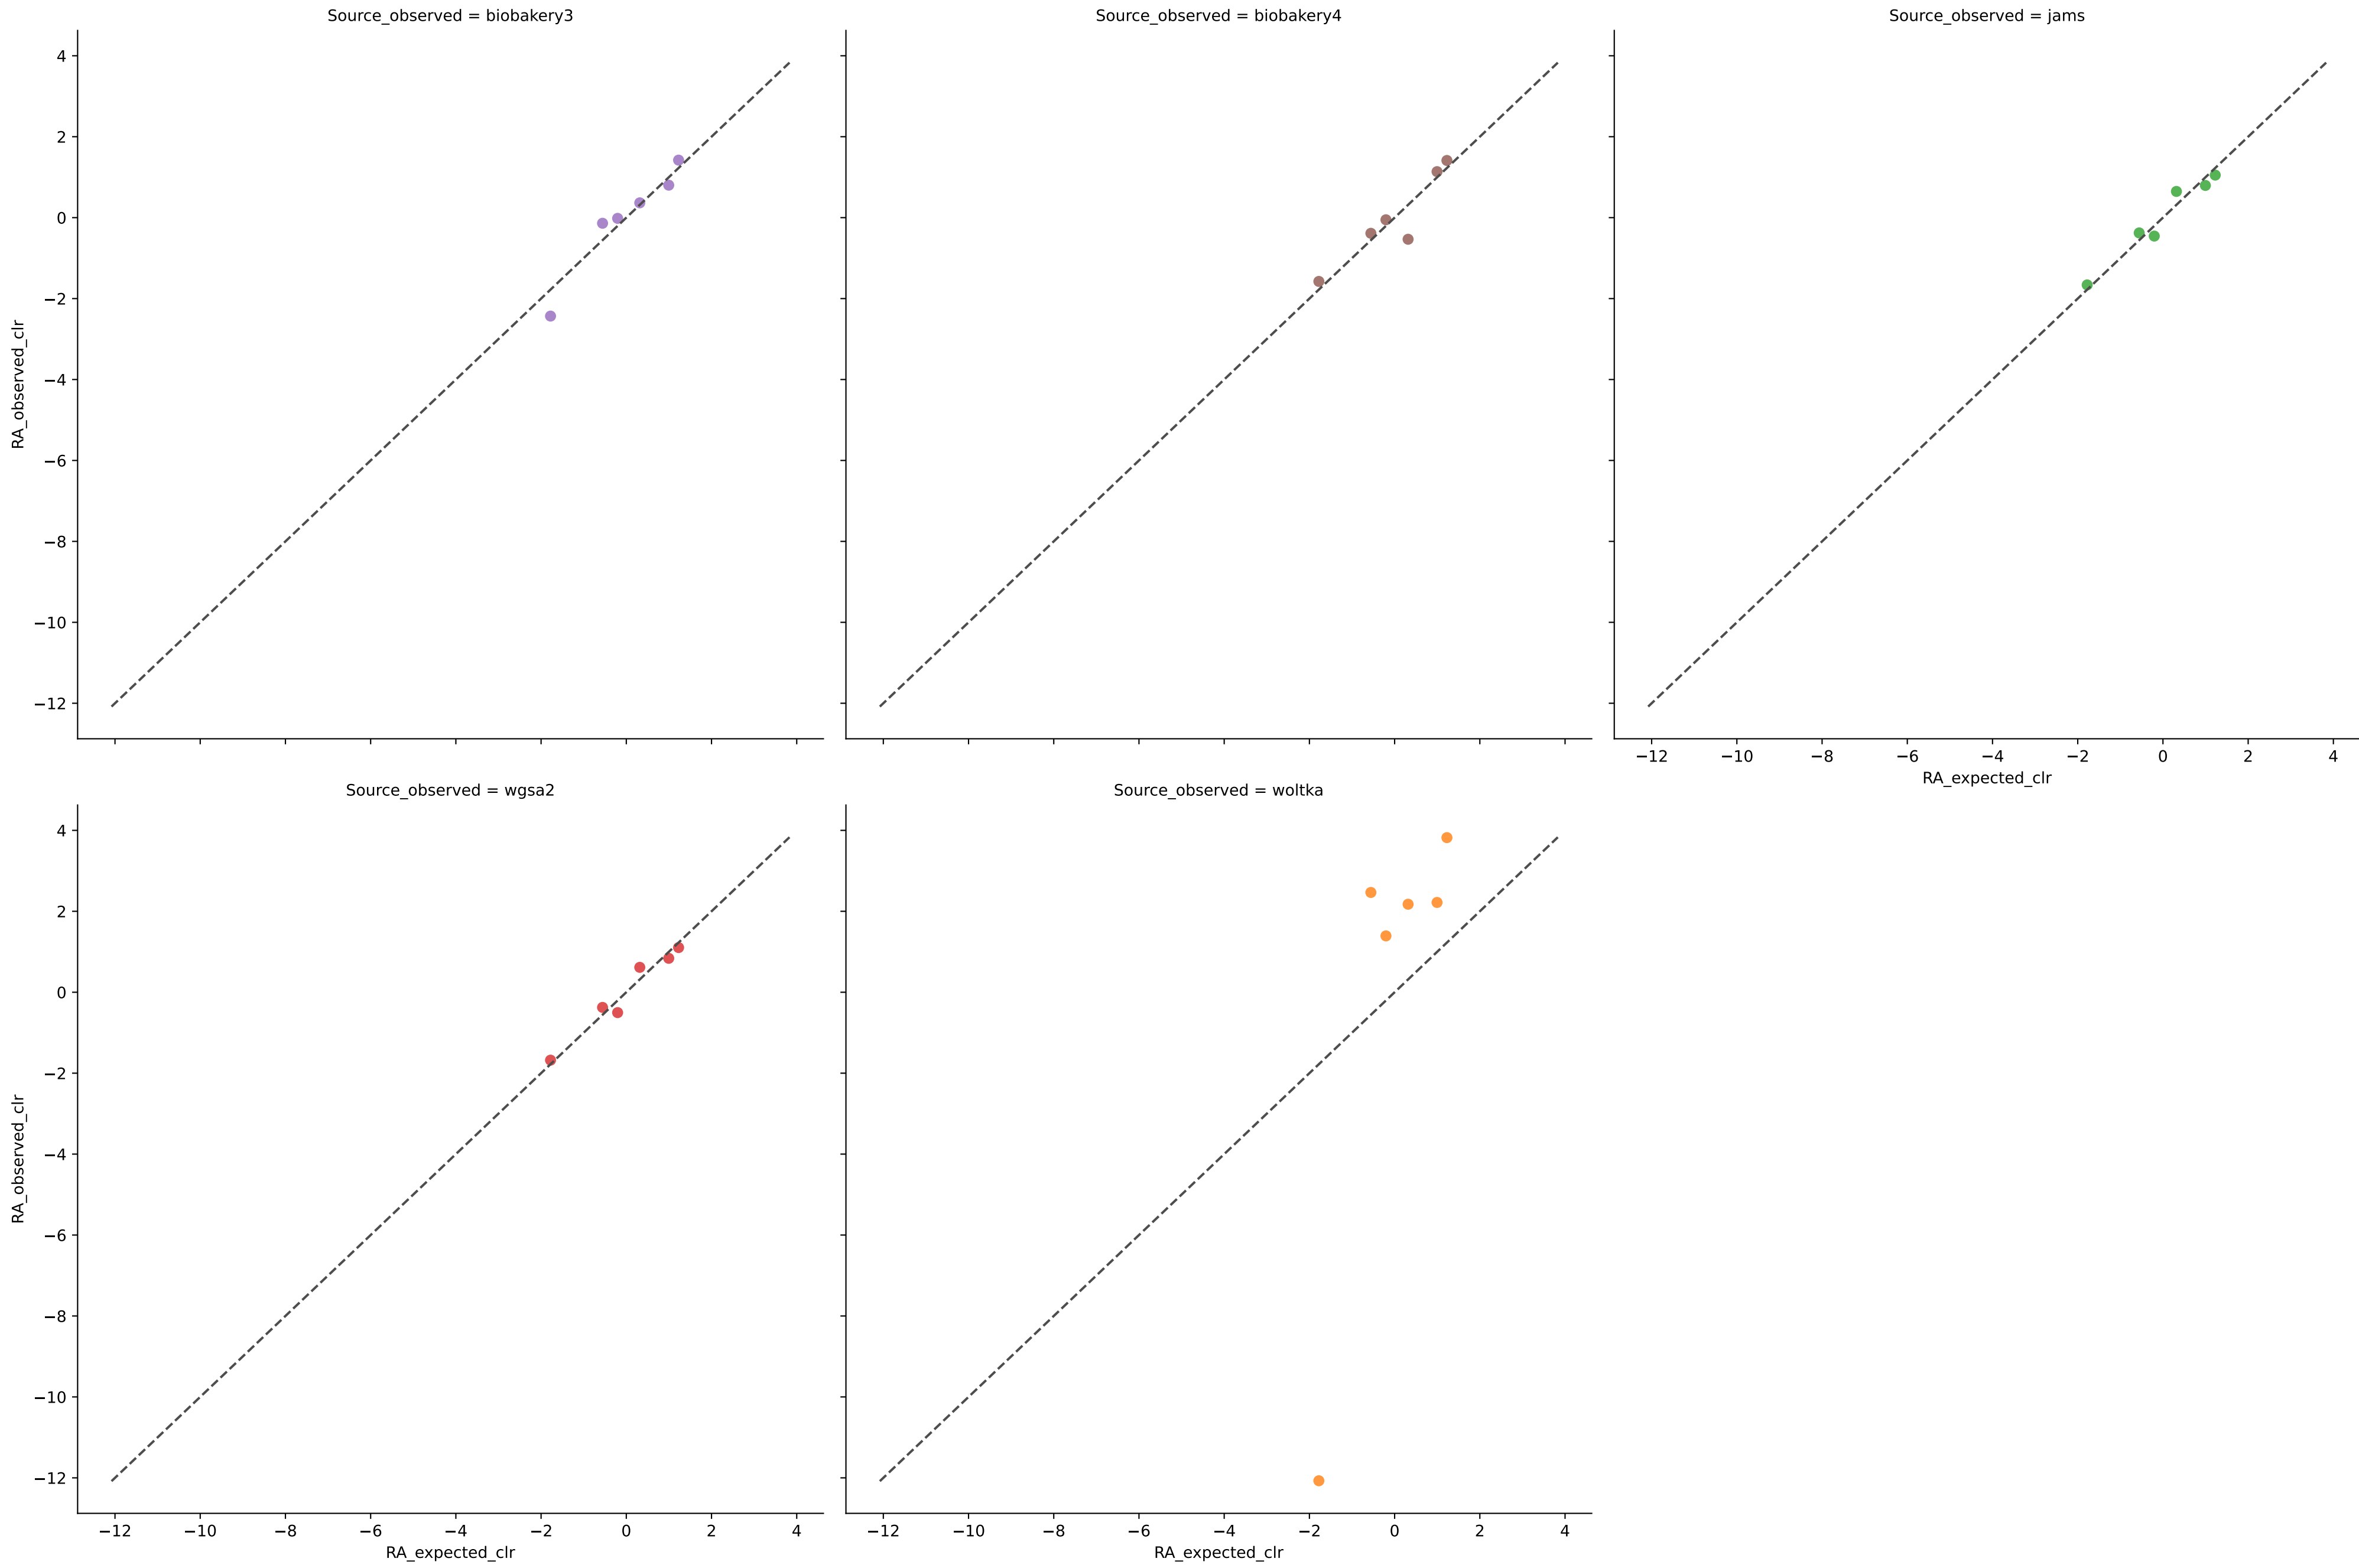 Source_observed = biobakery3
Source_observed = biobakery4
Source_observed = jams
4
2
0
−2
−4
−6
−8
−10
−12
RA_observed_clr
−12 −10 −8 −6 −4 −2 0 2 4
RA_expected_clr
Source_observed = wgsa2
Source_observed = woltka
4
2
0
−2
−4
−6
−8
−10
−12
RA_observed_clr
−12 −10 −8 −6 −4 −2 0 2 4
−12 −10 −8 −6 −4 −2 0 2 4
RA_expected_clr
RA_expected_clr